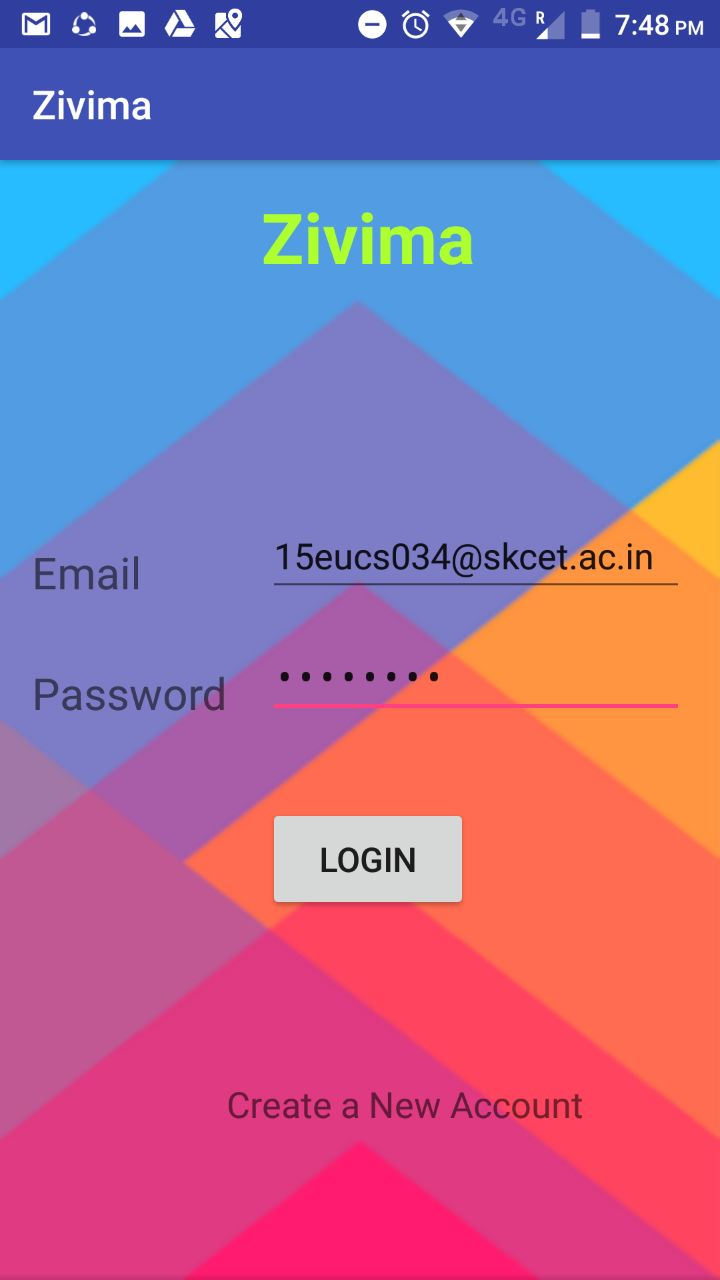 4G R 7:48 PM
Zivima
Zivima
Email 15eucs034@skcet.ac.in
Password ••••••••
LOGIN
Create a New Account